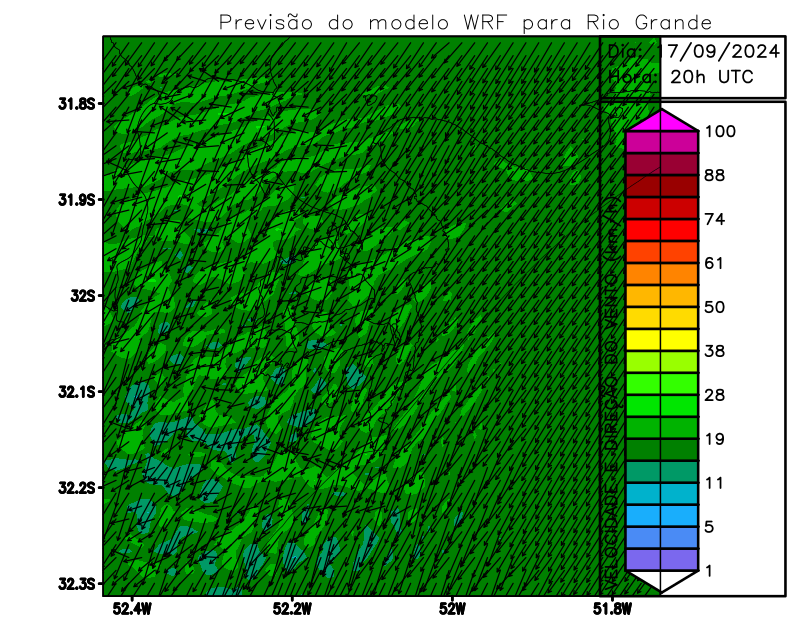 Previsão do modelo WRF para Rio Grande
Dia: 17/09/2024
Hora: 20h UTC
31.8S
31.9S
32S
32.1S
32.2S
32.3S
52.4W
52.2W
52W
51.8W
VELOCIDADE E DIREÇÃO DO VENTO (km/h)
100
88
74
61
50
38
28
19
11
5
1